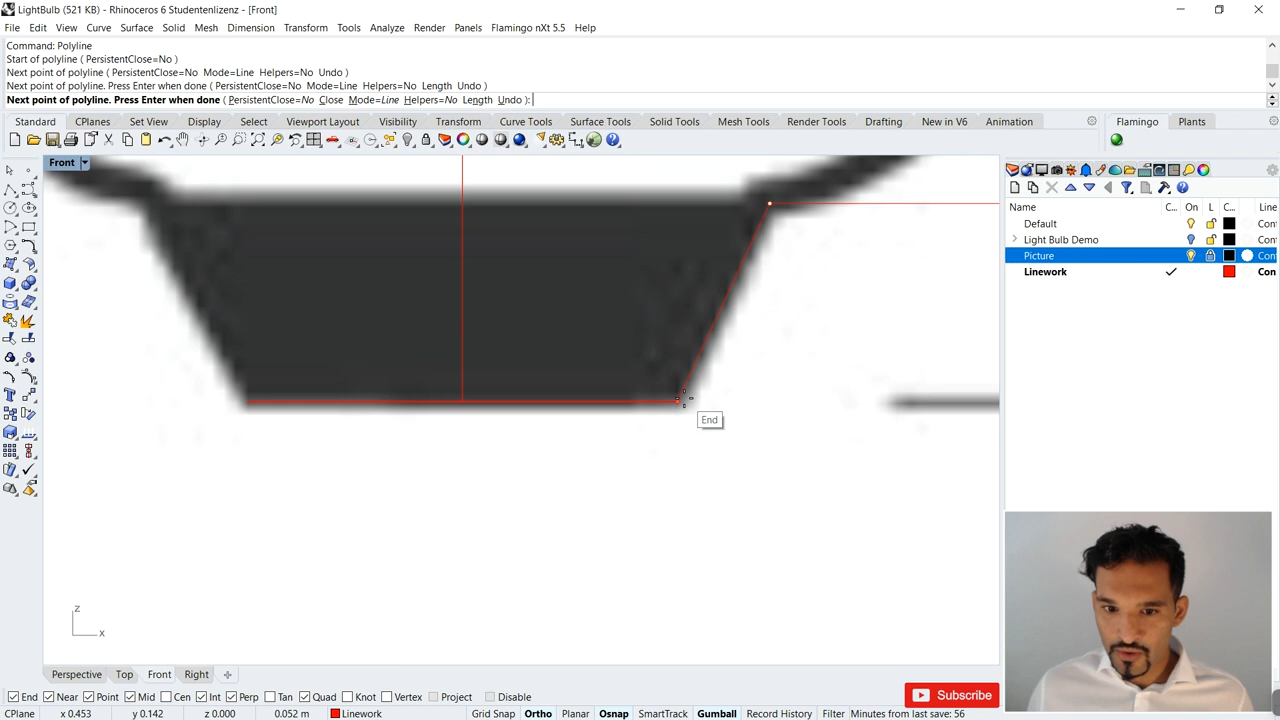 LightBulb (521 KB) - Rhinoceros 6 Studentenlizenz - [Front]
File Edit View Curve Surface Solid Mesh Dimension Transform Tools Analyze Render Panels Flamingo nXt 5.5 Help
Command: Polyline
Start of polyline ( PersistentClose=No )
Next point of polyline ( PersistentClose=No Mode=Line Helpers=No Undo )
Next point of polyline. Press Enter when done ( PersistentClose=No Mode=Line Helpers=No Length Undo )
Next point of polyline. Press Enter when done ( PersistentClose=No Close Mode=Line Helpers=No Length Undo ):
Standard CPlanes Set View Display Select Viewport Layout Visibility Transform Curve Tools Surface Tools Solid Tools Mesh Tools Render Tools Drafting New in V6 Animation Flamingo Plants
Front
Name C... On L C... Line
Default Con
Light Bulb Demo Con
Picture Con
Linework Con
End
z
x
Perspective Top Front Right
End Near Point Mid Cen Int Perp Tan Quad Knot Vertex Project Disable
Subscribe
CPlane x 0.453 y 0.142 z 0.000 0.052 m Linework Grid Snap Ortho Planar Osnap SmartTrack Gumball Record History Filter Minutes from last save: 56